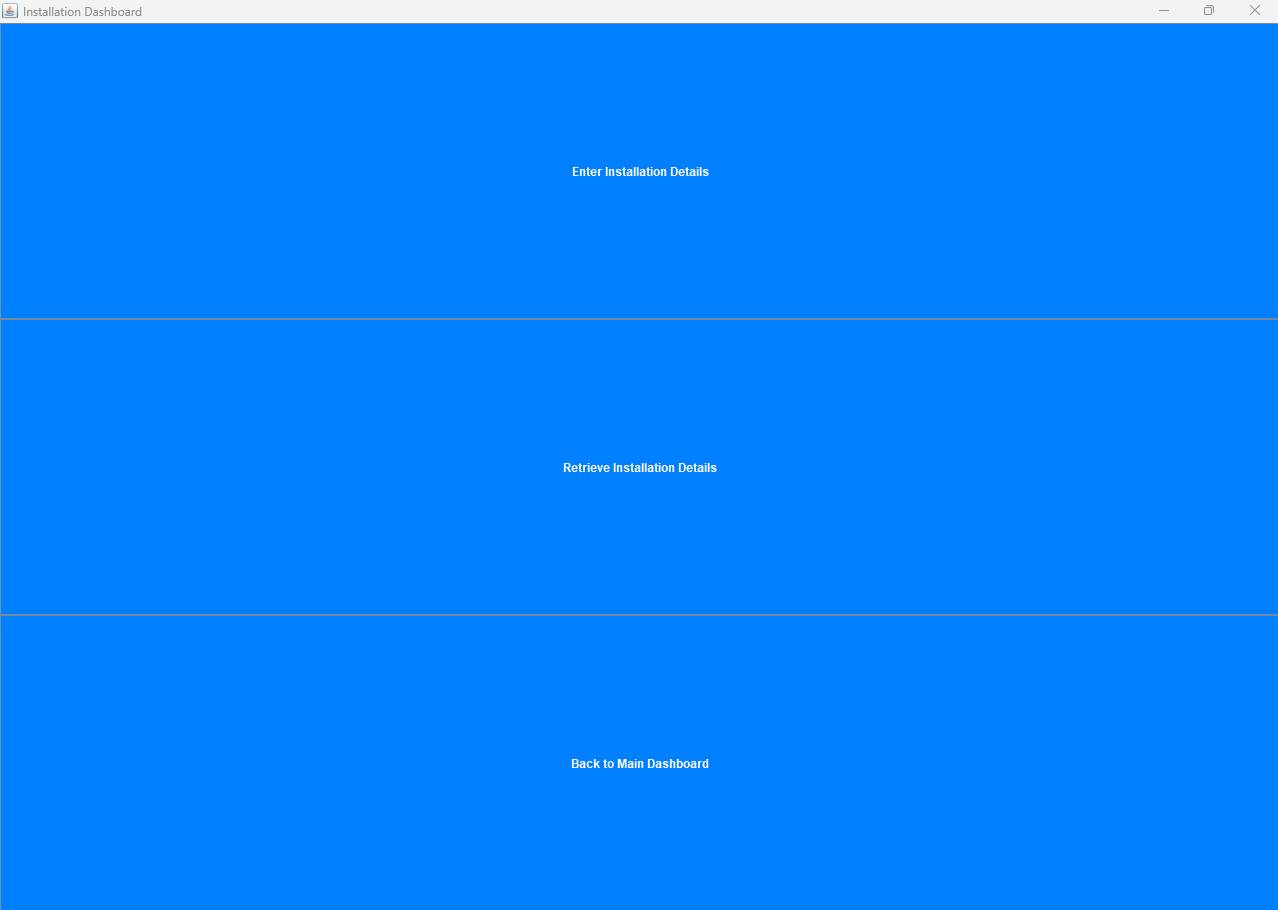 Installation Dashboard
Enter Installation Details
Retrieve Installation Details
Back to Main Dashboard